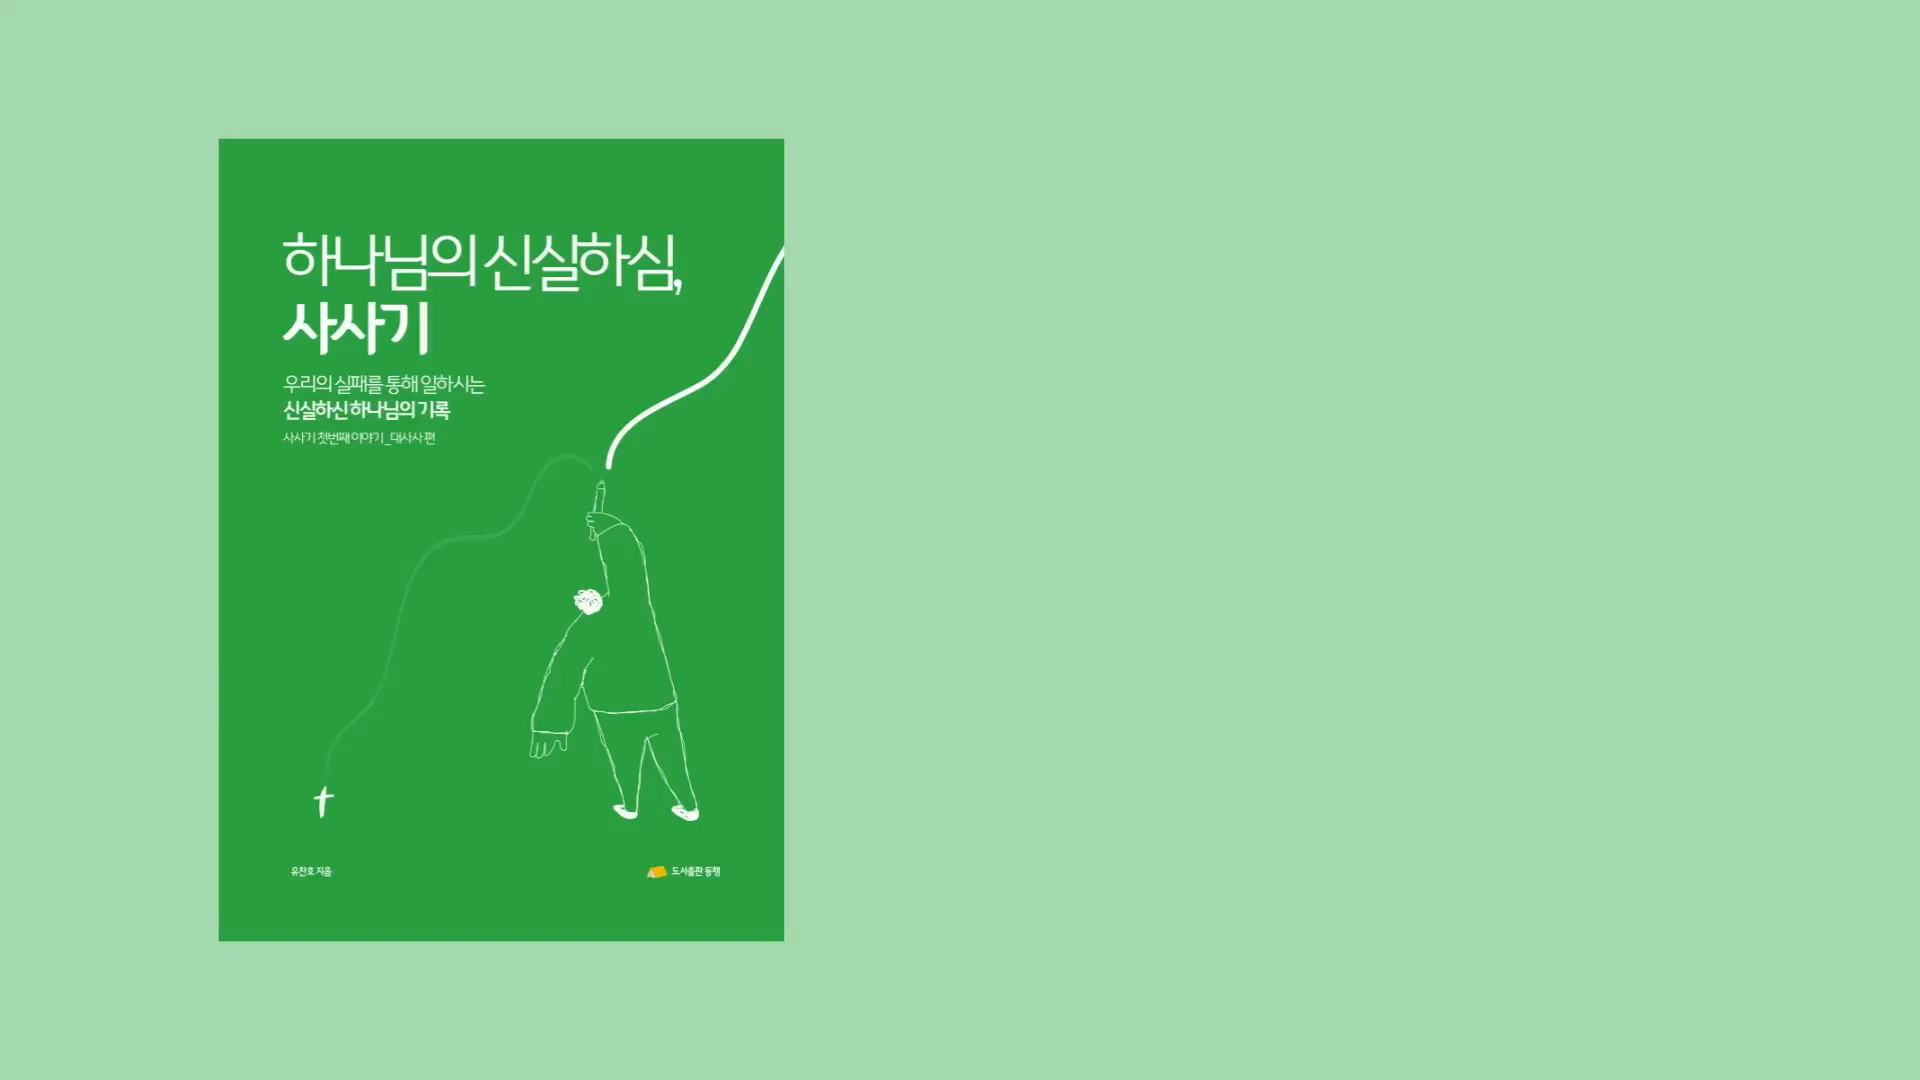 하나님의 신실하심,
사사기
우리의 실패를 통해 일하시는
신실하신 하나님의 기록
사사기 첫번째 이야기_대사사 편
유찬호 지음
도서출판 동행